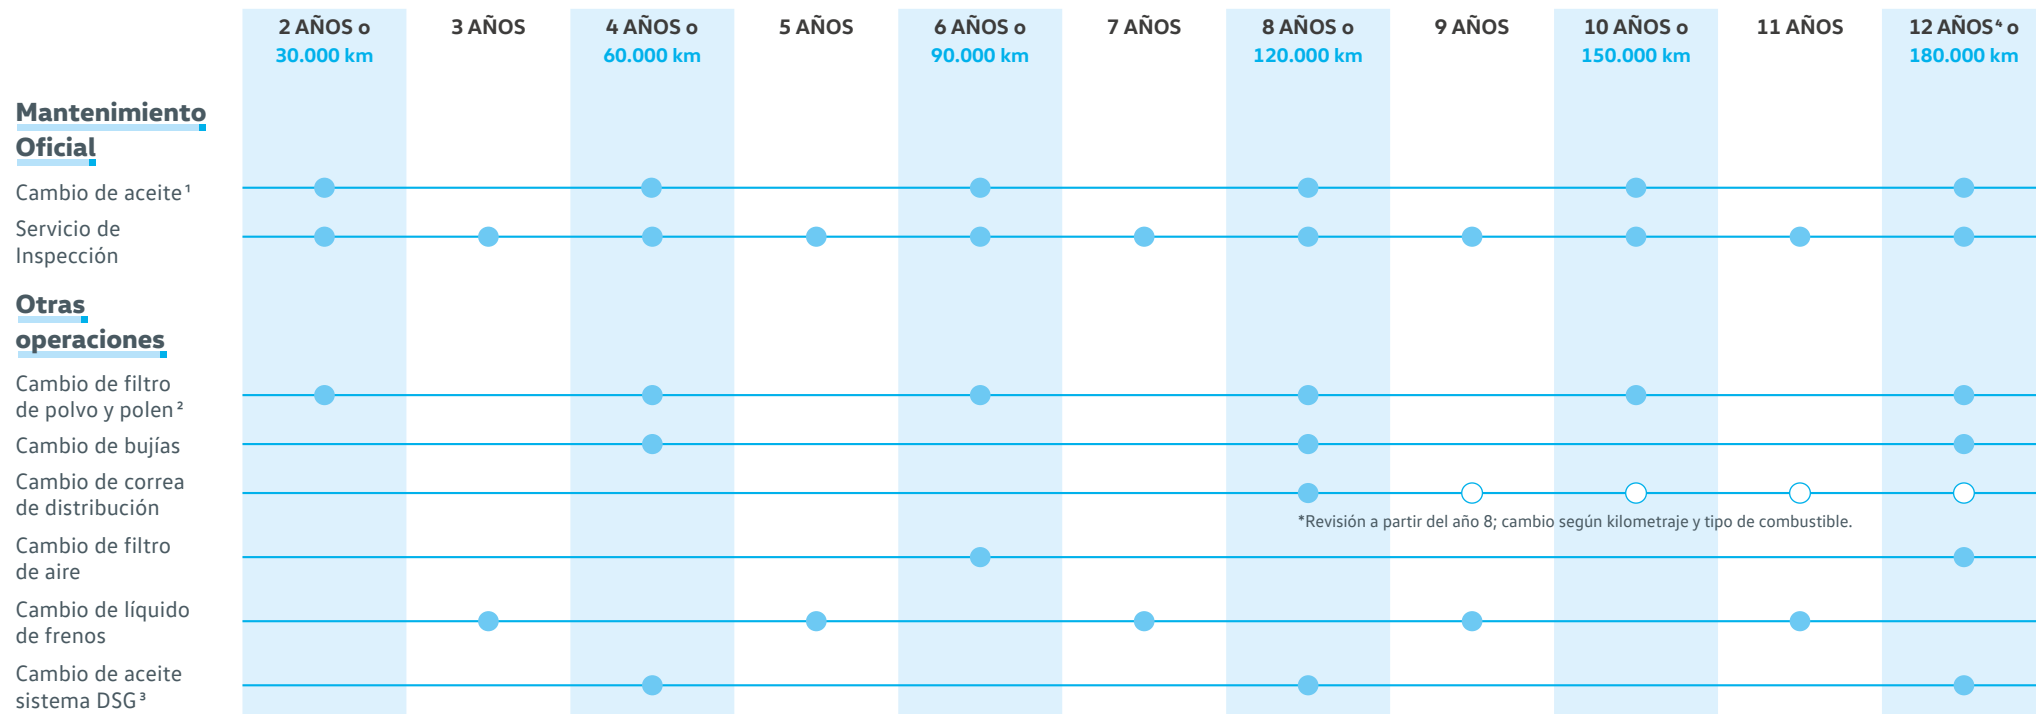 2 AÑOS o
30.000 km
3 AÑOS
4 AÑOS o
60.000 km
5 AÑOS
6 AÑOS o
90.000 km
7 AÑOS
8 AÑOS o
120.000 km
9 AÑOS
10 AÑOS o
150.000 km
11 AÑOS
12 AÑOS⁴ o
180.000 km
Mantenimiento
Oficial
Cambio de aceite¹
Servicio de
Inspección
Otras
operaciones
Cambio de filtro
de polvo y polen²
Cambio de bujías
Cambio de correa
de distribución
*Revisión a partir del año 8; cambio según kilometraje y tipo de combustible.
Cambio de filtro
de aire
Cambio de líquido
de frenos
Cambio de aceite
sistema DSG³